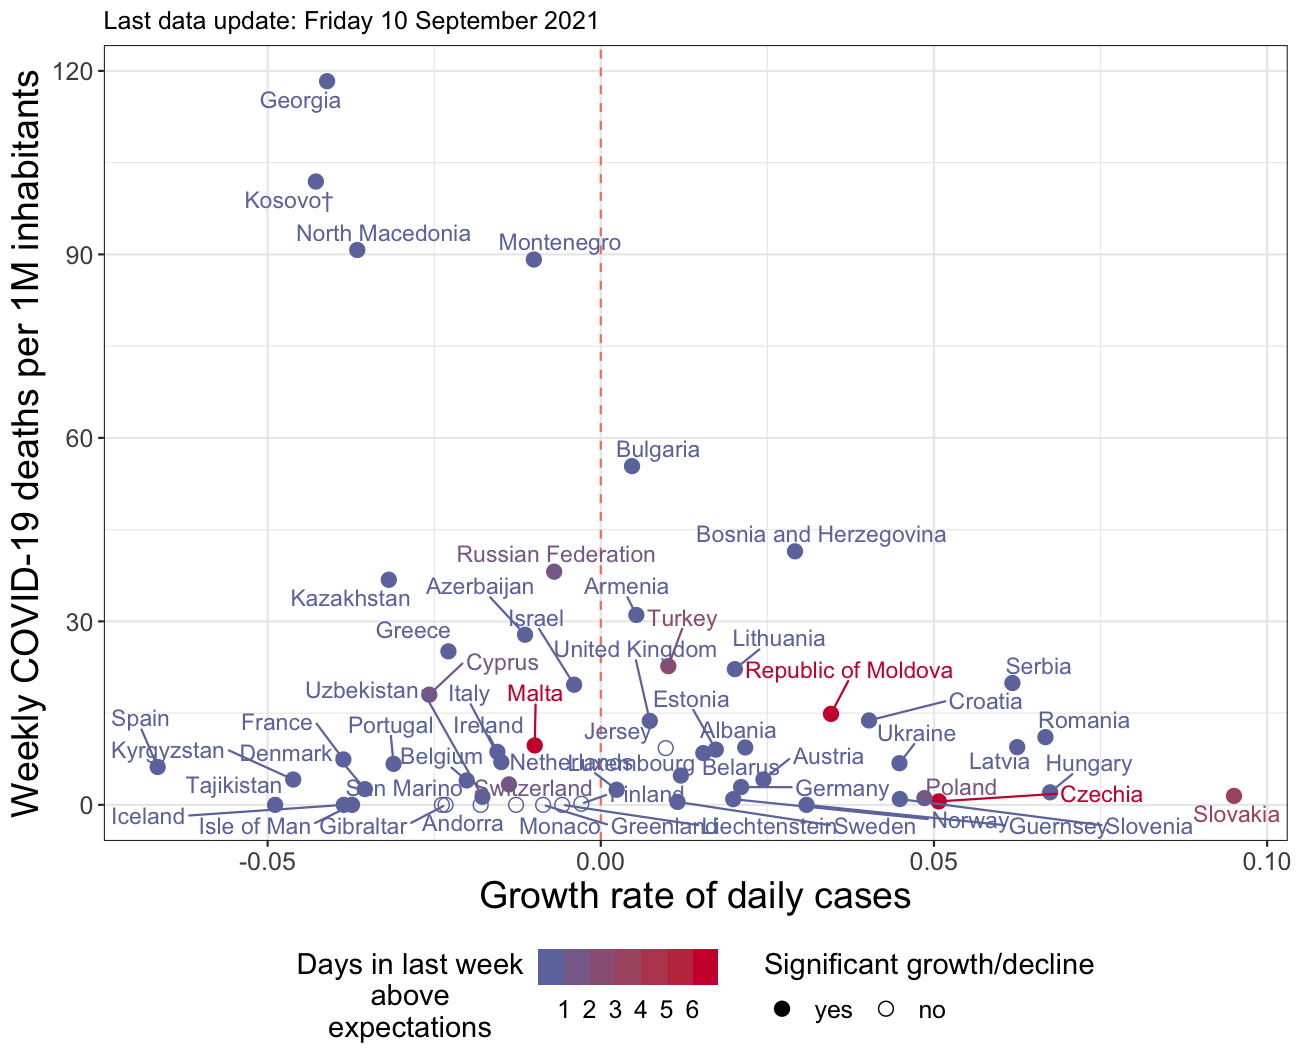 Last data update: Friday 10 September 2021
Weekly COVID-19 deaths per 1M inhabitants
120
90
60
30
0
Georgia
Kosovo†
North Macedonia
Montenegro
Bulgaria
Bosnia and Herzegovina
Russian Federation
Kazakhstan
Azerbaijan
Armenia
Israel
Turkey
Greece
United Kingdom
Lithuania
Cyprus
Republic of Moldova
Serbia
Uzbekistan
Italy
Malta
Estonia
Croatia
Spain
France
Portugal
Ireland
Jersey
Albania
Ukraine
Romania
Kyrgyzstan
Denmark
Belgium
Netherlands
Luxembourg
Belarus
Austria
Latvia
Hungary
Tajikistan
San Marino
Switzerland
Finland
Germany
Poland
Czechia
Iceland
Isle of Man
Gibraltar
Andorra
Monaco
Greenland
Liechtenstein
Sweden
Norway
Guernsey
Slovenia
Slovakia
-0.05
0.00
0.05
0.10
Growth rate of daily cases
Days in last week
above
expectations
1 2 3 4 5 6
Significant growth/decline
yes
no